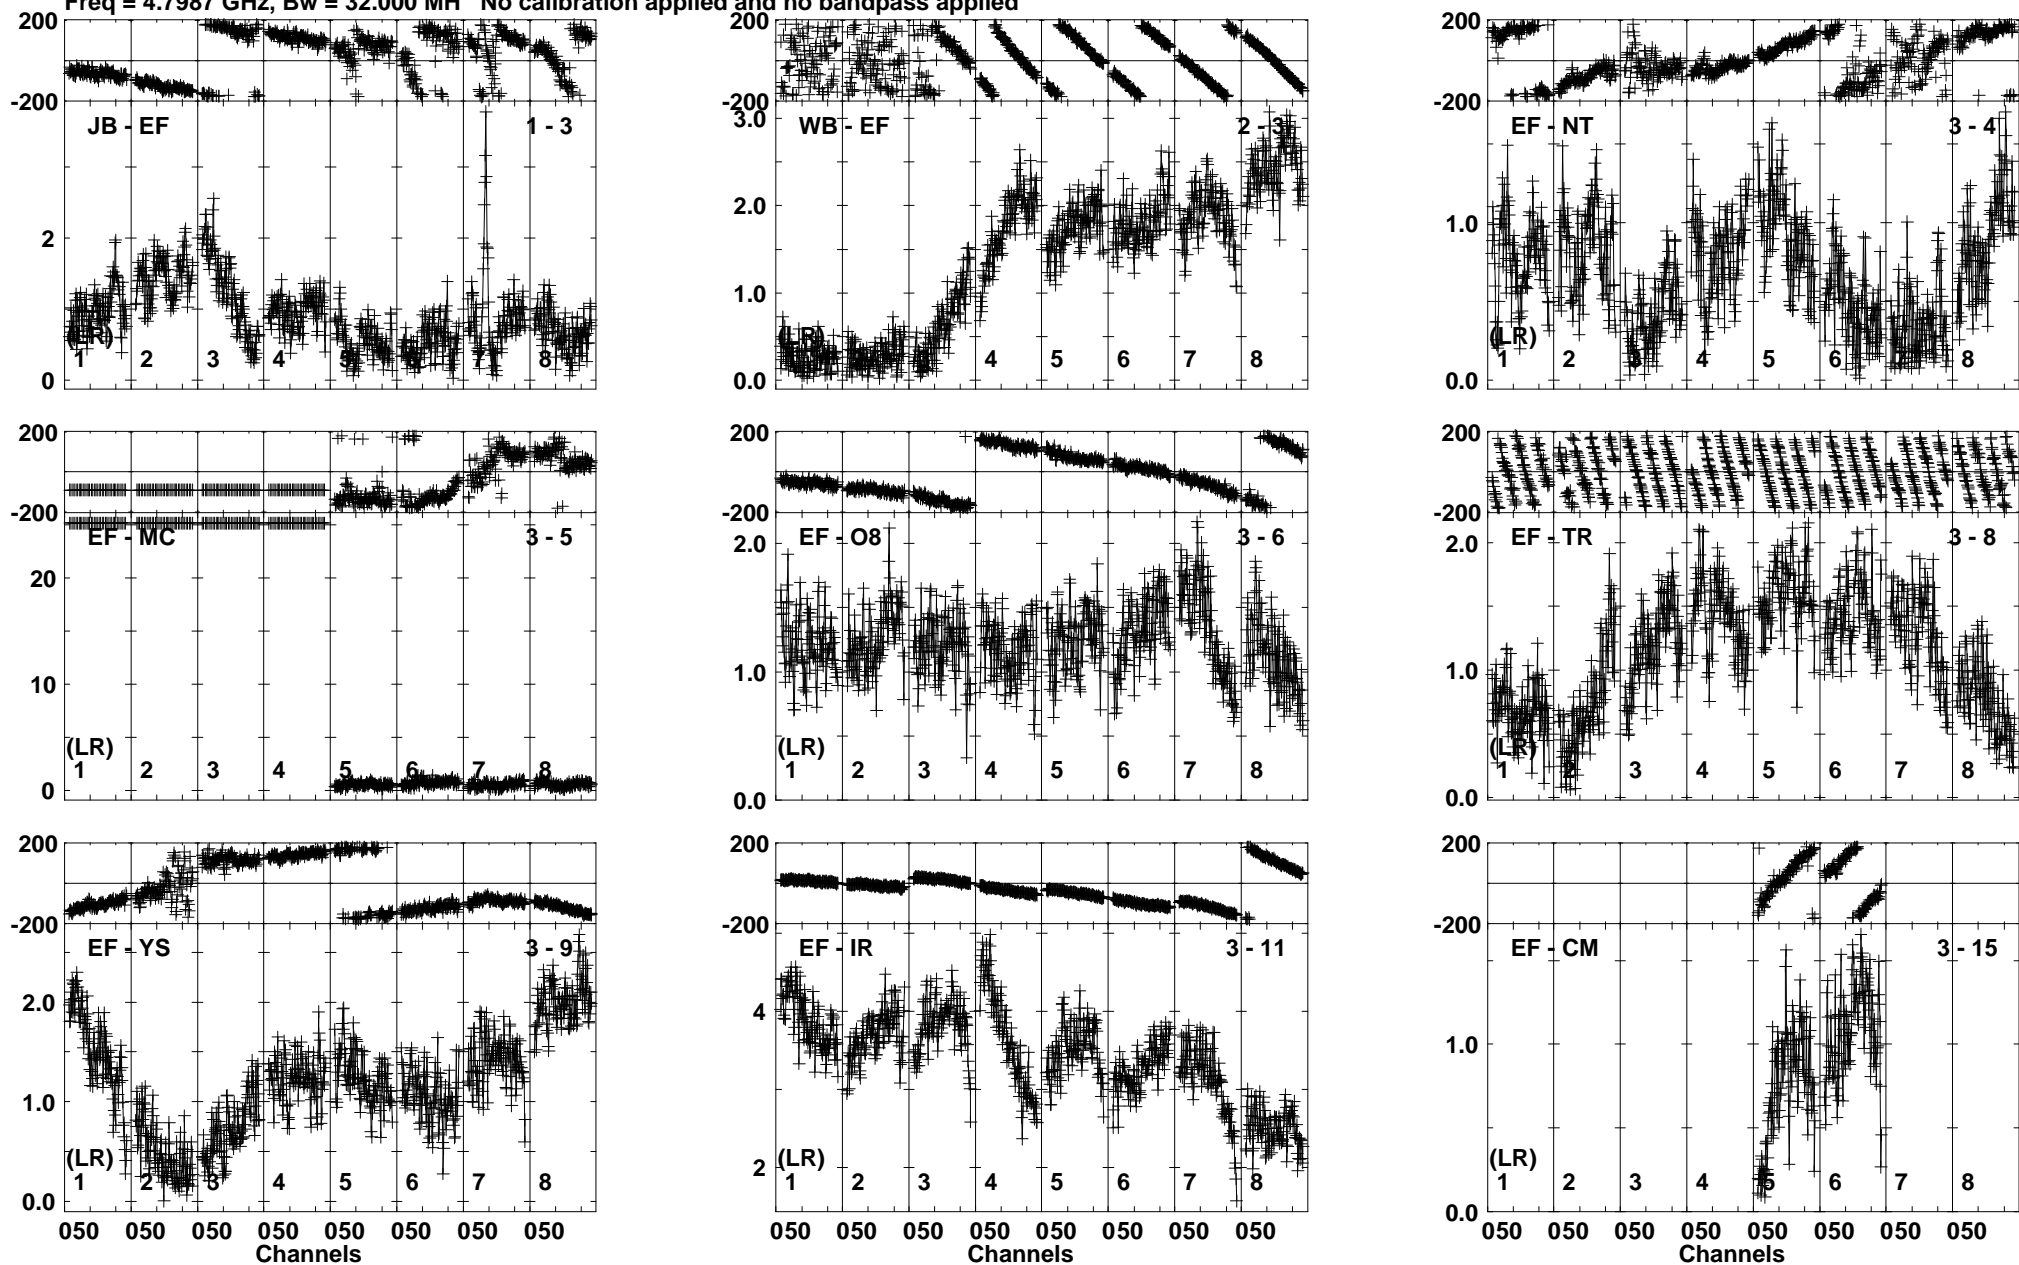 Freq = 4.7987 GHz, Bw = 32.000 MH No calibration applied and no bandpass applied
200
-200
JB - EF 1 - 3
2
0
(LR)
1 2 3 4 5 6 7 8
200
-200
WB - EF 2 - 3
3.0
2.0
1.0
0.0
(LR)
4 5 6 7 8
200
-200
EF - NT 3 - 4
1.0
0.0
(LR)
1 2 3 4 5 6 8
200
-200
EF - MC 3 - 5
20
10
0
(LR)
1 2 3 4 5 6 7 8
200
-200
EF - O8 3 - 6
2.0
1.0
0.0
(LR)
1 2 3 4 5 6 7 8
200
-200
EF - TR 3 - 8
2.0
1.0
0.0
(LR)
1 2 3 4 5 6 7 8
200
-200
EF - YS 3 - 9
2.0
1.0
0.0
(LR)
1 2 3 4 5 6 7 8
050 050 050 050 050 050 050 050
Channels
200
-200
EF - IR 3 - 11
4
2
(LR)
1 2 3 4 5 6 7 8
050 050 050 050 050 050 050 050
Channels
200
-200
EF - CM 3 - 15
1.0
0.0
(LR)
1 2 3 4 5 6 7 8
050 050 050 050 050 050 050 050
Channels